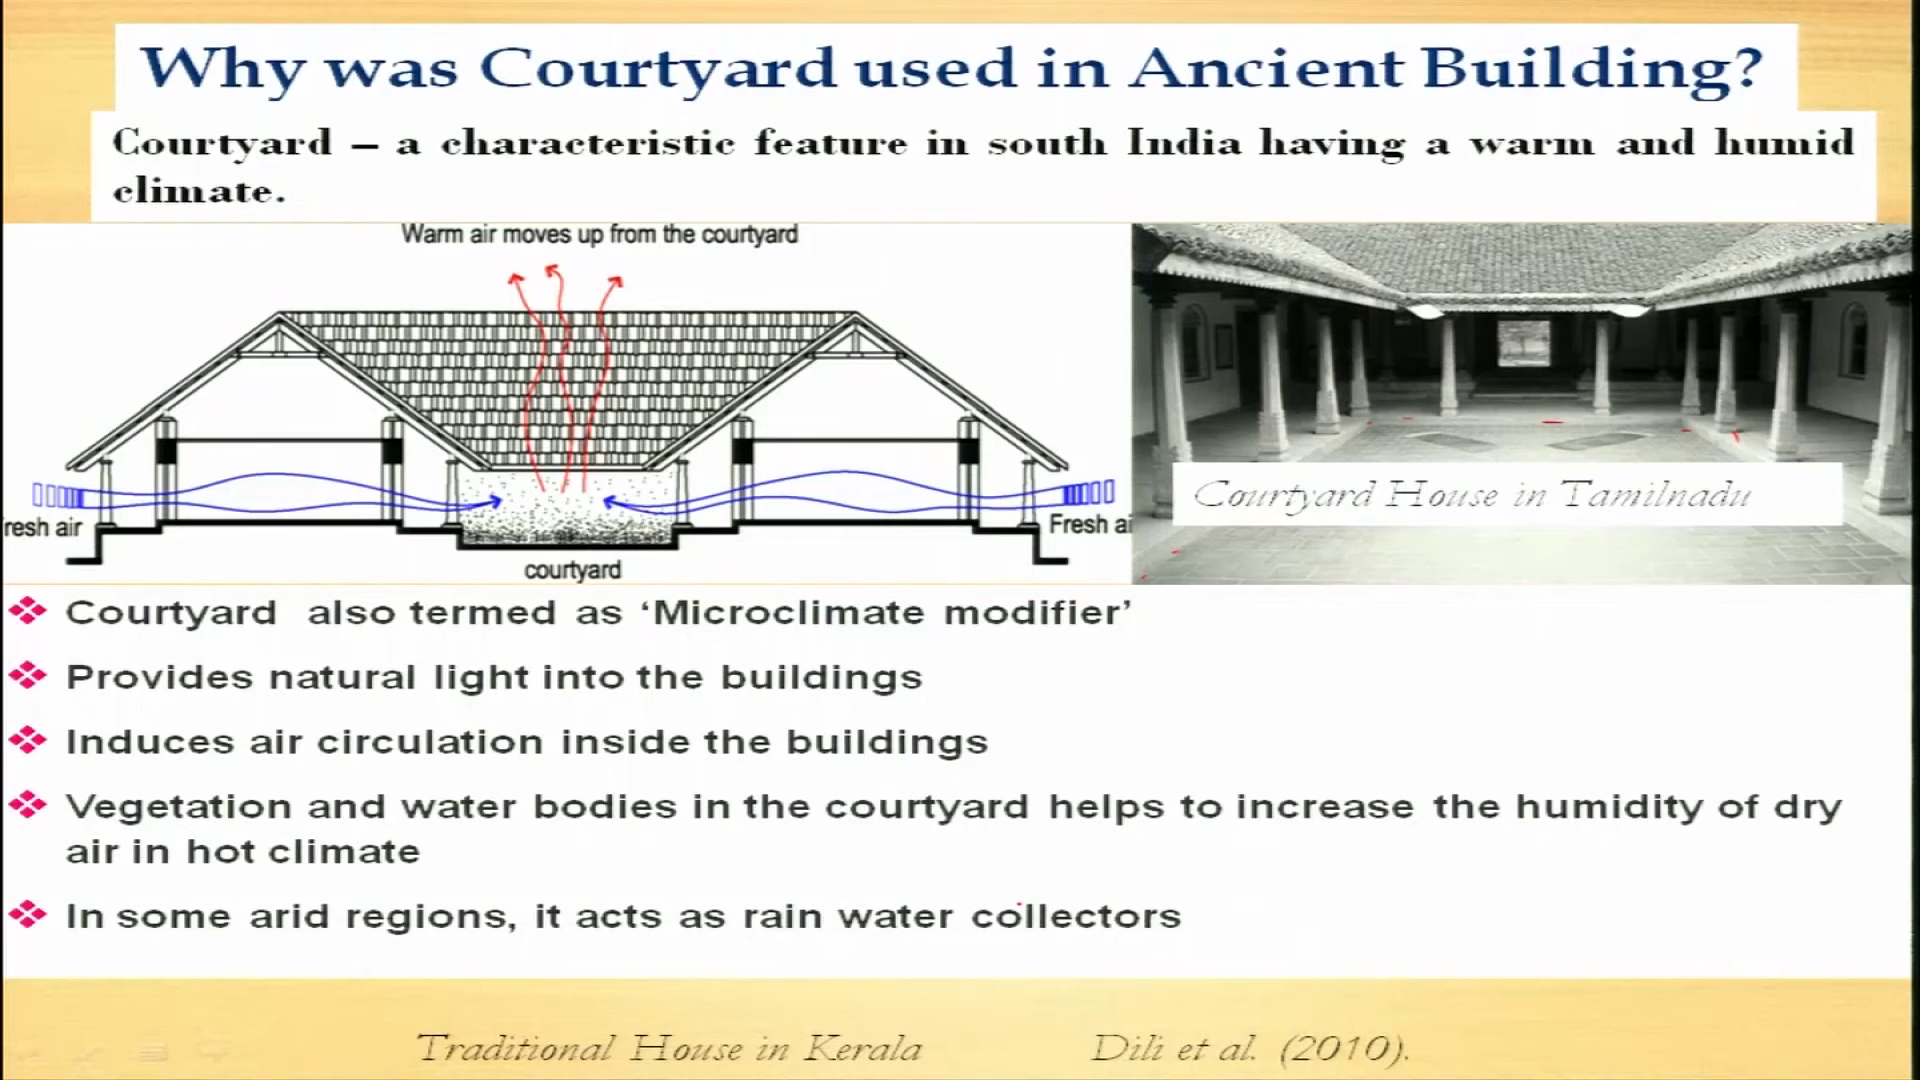 Why was Courtyard used in Ancient Building?
Courtyard – a characteristic feature in south India having a warm and humid
climate.
Warm air moves up from the courtyard
resh air
Fresh ai
courtyard
Courtyard House in Tamilnadu
❖ Courtyard also termed as ‘Microclimate modifier’
❖ Provides natural light into the buildings
❖ Induces air circulation inside the buildings
❖ Vegetation and water bodies in the courtyard helps to increase the humidity of dry
air in hot climate
❖ In some arid regions, it acts as rain water collectors
Traditional House in Kerala Dili et al. (2010).